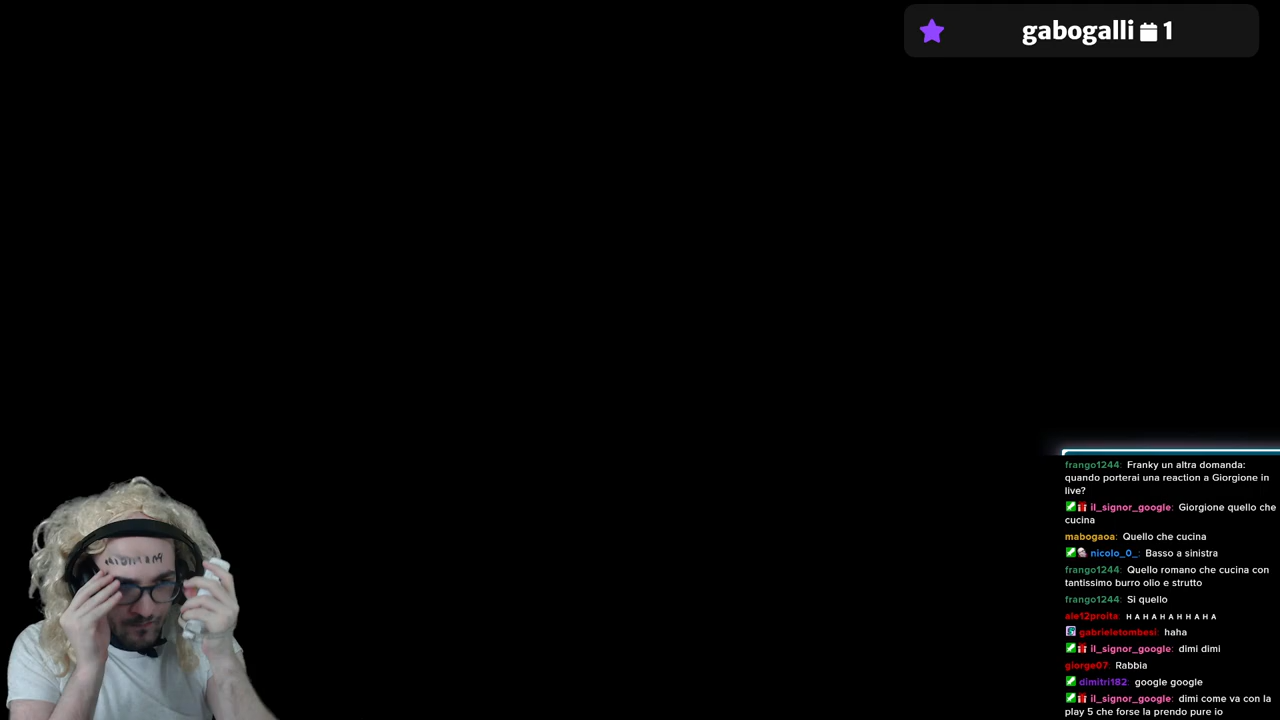 gabogalli 1
frango1244: Franky un altra domanda:
quando porterai una reaction a Giorgione in
live?
il_signor_google: Giorgione quello che
cucina
mabogaoa: Quello che cucina
nicolo_0_: Basso a sinistra
frango1244: Quello romano che cucina con
tantissimo burro olio e strutto
frango1244: Si quello
ale12proita HAHAHAHHAHA
gabrieletombesi: haha
il_signor_google: dimi dimi
giorge07: Rabbia
dimitri182: google google
il_signor_google: dimi come va con la
play 5 che forse la prendo pure io